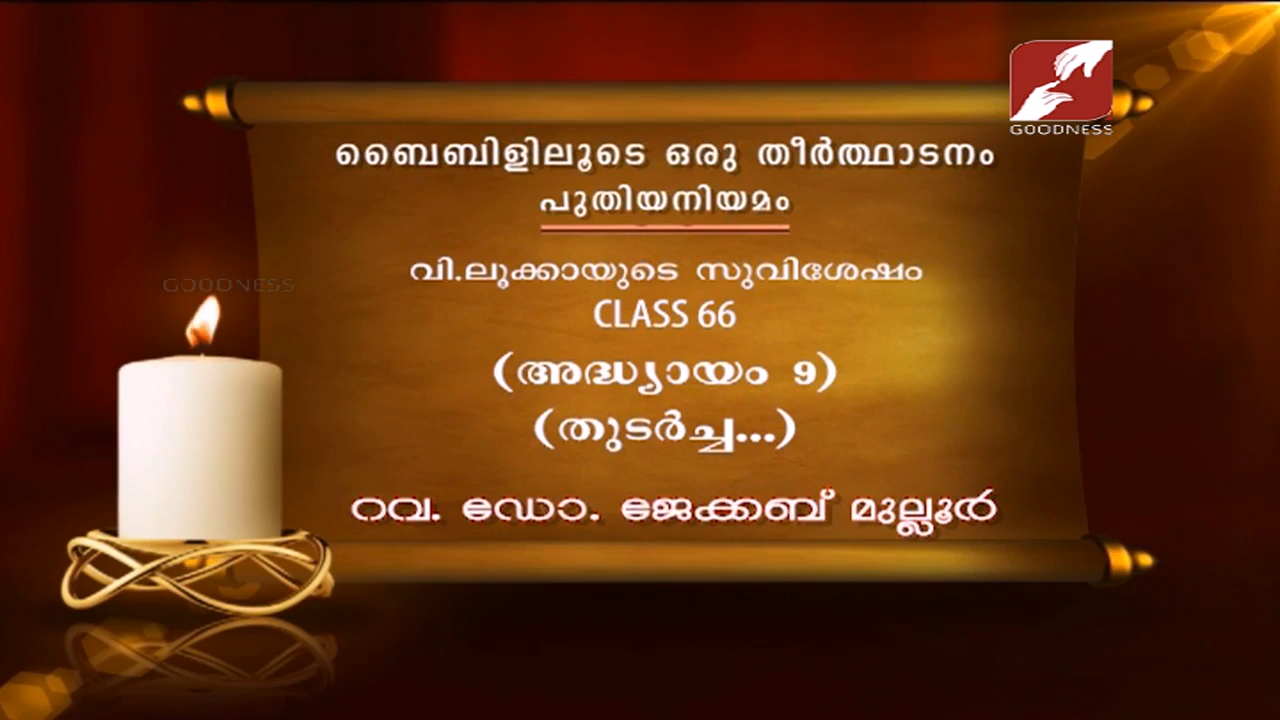 GOODNESS
ബൈബിളിലൂടെ ഒരു തീർത്ഥാടനം
പുതിയനിയമം
വി.ലൂക്കായുടെ സുവിശേഷം
CLASS 66
(അദ്ധ്യായം 9)
(തുടർച്ച...)
റവ. ഡോ. ജേക്കബ് മുല്ലൂർ
GOODNESS